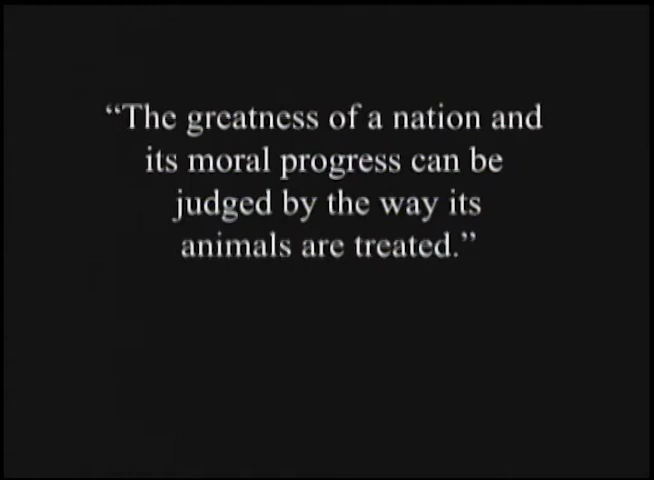 “The greatness of a nation and
its moral progress can be
judged by the way its
animals are treated.”